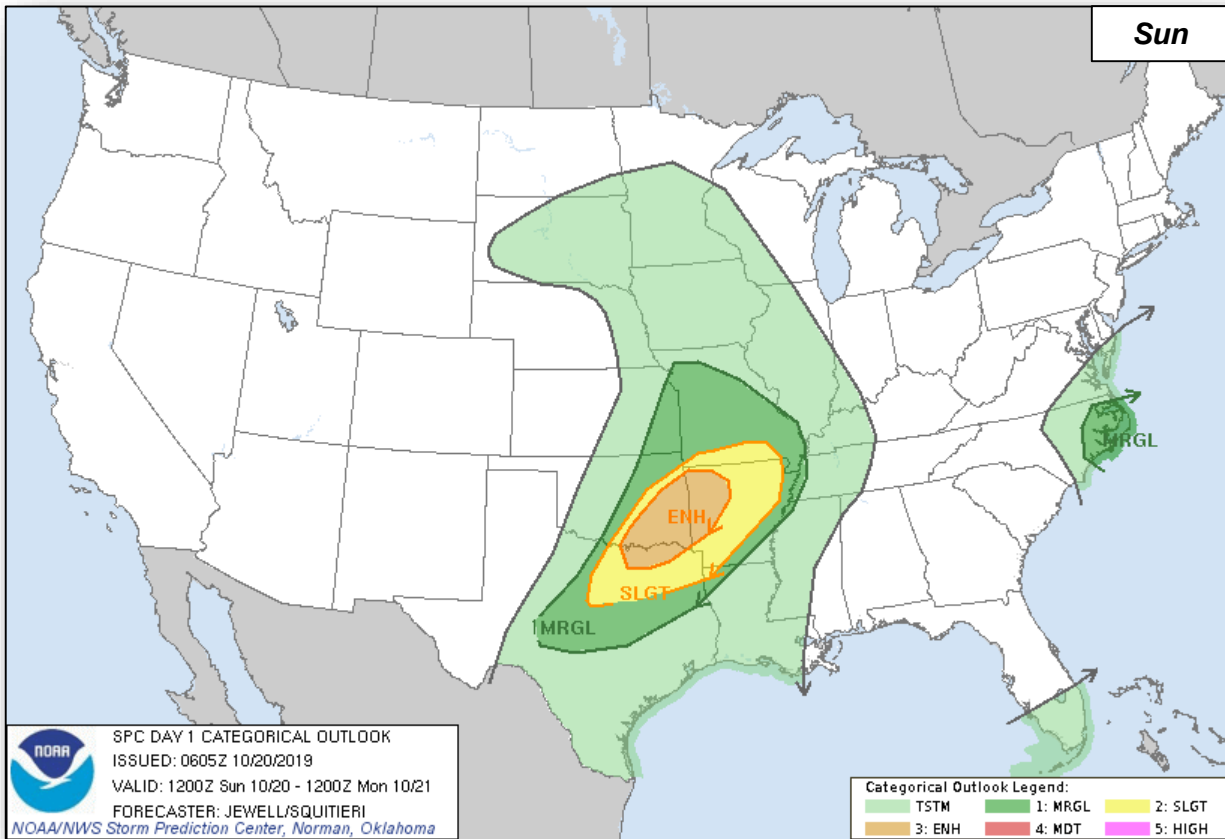 Sun
MRGL
ENH
SLGT
MRGL
NOAA
SPC DAY 1 CATEGORICAL OUTLOOK
ISSUED: 0605Z 10/20/2019
VALID: 1200Z Sun 10/20 - 1200Z Mon 10/21
FORECASTER: JEWELL/SQUITIERI
NOAA/NWS Storm Prediction Center, Norman, Oklahoma
Categorical Outlook Legend:
TSTM 1: MRGL 2: SLGT
3: ENH 4: MDT 5: HIGH